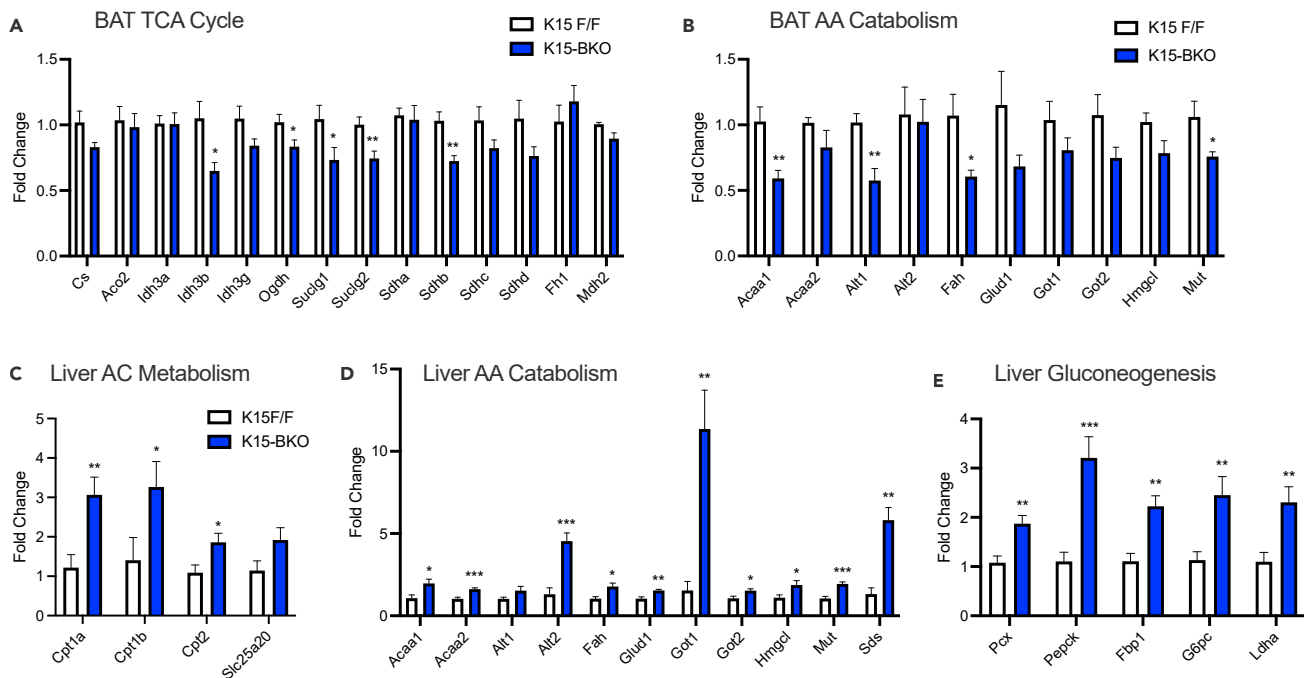 A BAT TCA Cycle
K15 F/F
K15-BKO
Fold Change
1.5
1.0
0.5
0.0
* * * ** **
Cs Aco2 Idh3a Idh3b Idh3g Ogdh Suclg1 Suclg2 Sdha Sdhb Sdhc Sdhd Fh1 Mdh2
B BAT AA Catabolism
K15 F/F
K15-BKO
Fold Change
1.5
1.0
0.5
0.0
** ** * *
Acaa1 Acaa2 Alt1 Alt2 Fah Glud1 Got1 Got2 Hmgcl Mut
C Liver AC Metabolism
K15F/F
K15-BKO
Fold Change
5
4
3
2
1
0
** * *
Cpt1a Cpt1b Cpt2 Slc25a20
D Liver AA Catabolism
Fold Change
15
10
5
0
* *** *** * ** ** * * *** **
Acaa1 Acaa2 Alt1 Alt2 Fah Glud1 Got1 Got2 Hmgcl Mut Sds
E Liver Gluconeogenesis
Fold Change
4
3
2
1
0
** *** ** ** **
Pcx Pepck Fbp1 G6pc Ldha